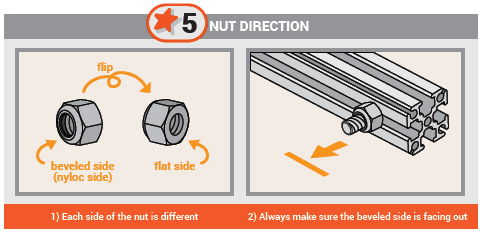 5 NUT DIRECTION
flip
beveled side
(nyloc side)
flat side
1) Each side of the nut is different
2) Always make sure the beveled side is facing out